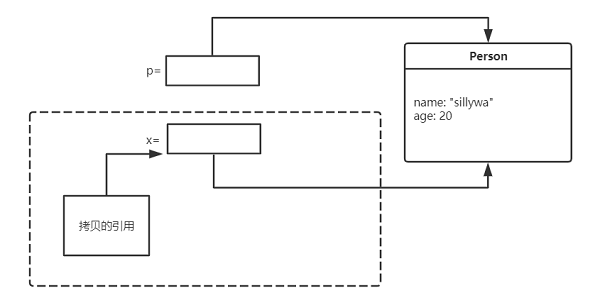 Person
p=
name: "sillywa"
age: 20
x=
拷贝的引用